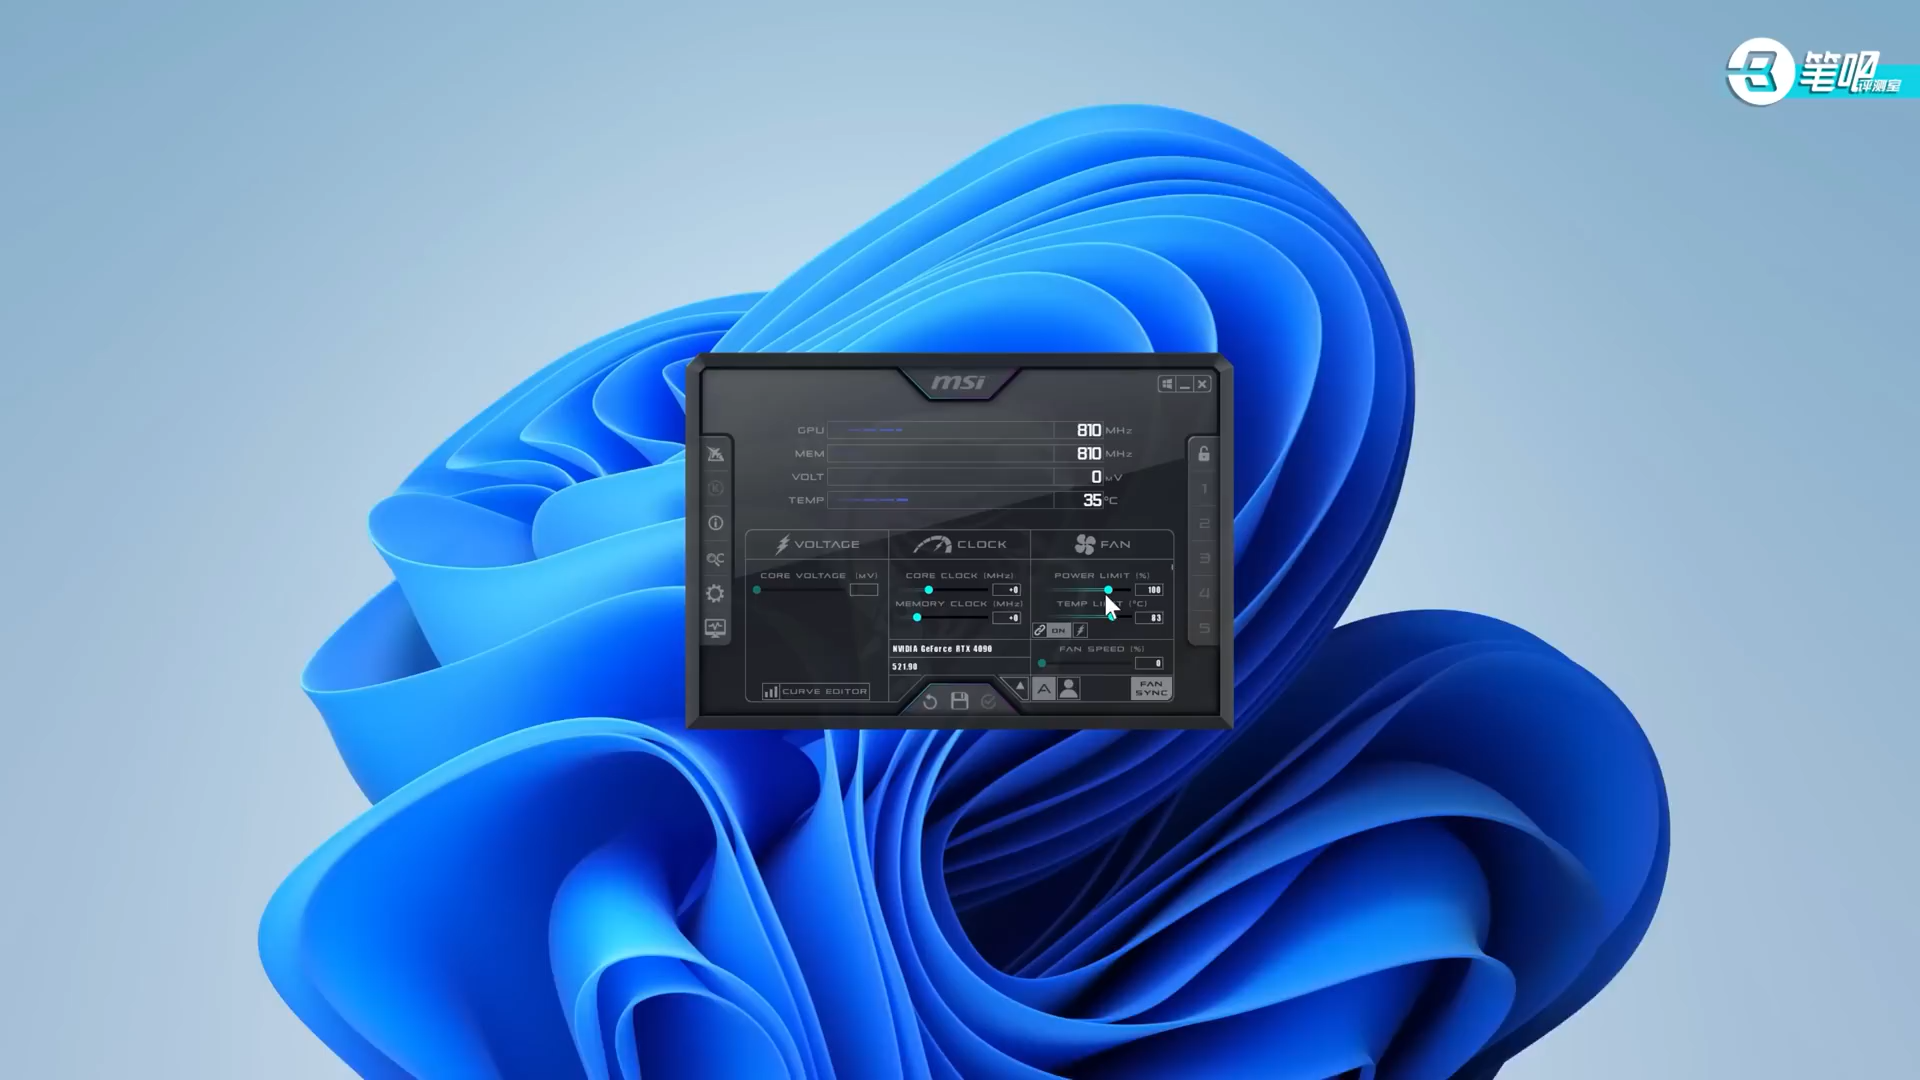 笔吧
评测室
msi
GPU 810 MHz
MEM 810 MHz
VOLT 0 MV
TEMP 35 °C
VOLTAGE CLOCK FAN
CORE VOLTAGE (MV) CORE CLOCK (MHz) +0 POWER LIMIT (%) 100
MEMORY CLOCK (MHz) +0 TEMP LIMIT (°C) 83
ON
NVIDIA GeForce RTX 4090 FAN SPEED (%) 0
521.90
CURVE EDITOR A FAN SYNC
1
2
3
4
5